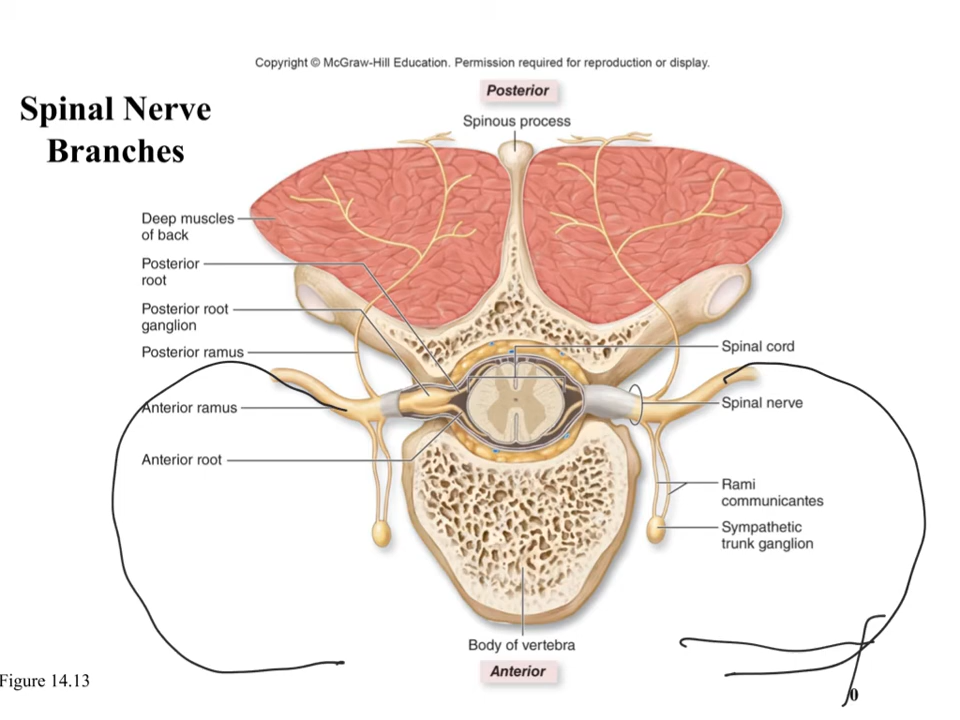 Copyright © McGraw-Hill Education. Permission required for reproduction or display.
Spinal Nerve
Branches
Posterior
Spinous process
Deep muscles
of back
Posterior
root
Posterior root
ganglion
Posterior ramus
Anterior ramus
Anterior root
Spinal cord
Spinal nerve
Rami
communicantes
Sympathetic
trunk ganglion
Body of vertebra
Anterior
Figure 14.13
0